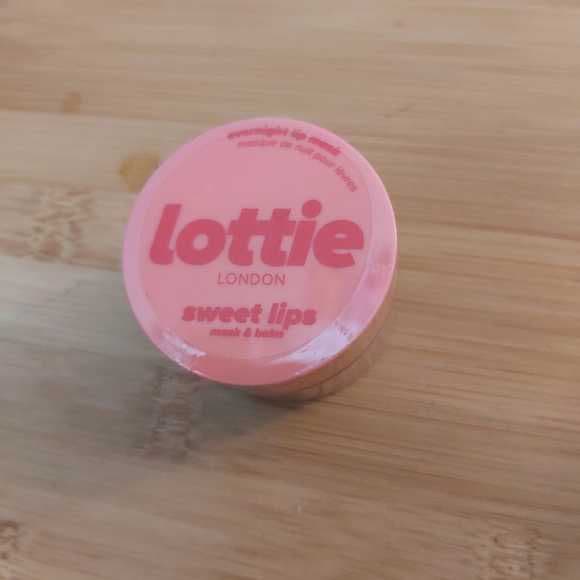 overnight lip mask
masque de nuit pour lèvres
lottie
LONDON
sweet lips
mask & balm